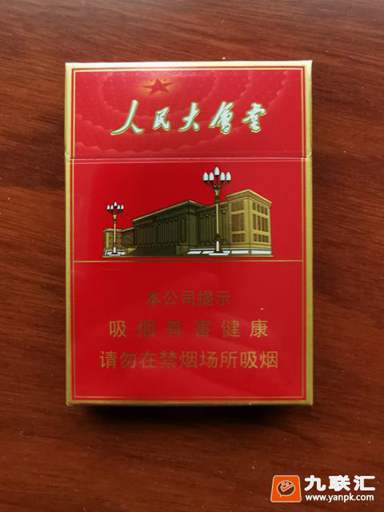 人民大會堂
本公司提示
吸烟有害健康
请勿在禁烟场所吸烟
九联汇
www.yanpk.com